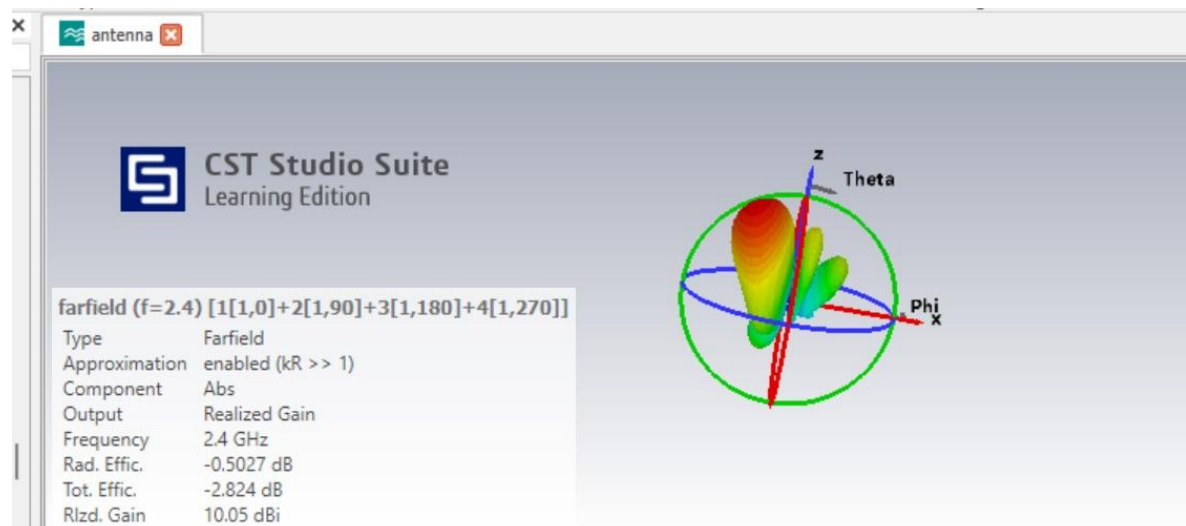 antenna
CST Studio Suite
Learning Edition
z
Theta
Phi
x
farfield (f=2.4) [1[1,0]+2[1,90]+3[1,180]+4[1,270]]
Type Farfield
Approximation enabled (kR >> 1)
Component Abs
Output Realized Gain
Frequency 2.4 GHz
Rad. Effic. -0.5027 dB
Tot. Effic. -2.824 dB
Rlzd. Gain 10.05 dBi